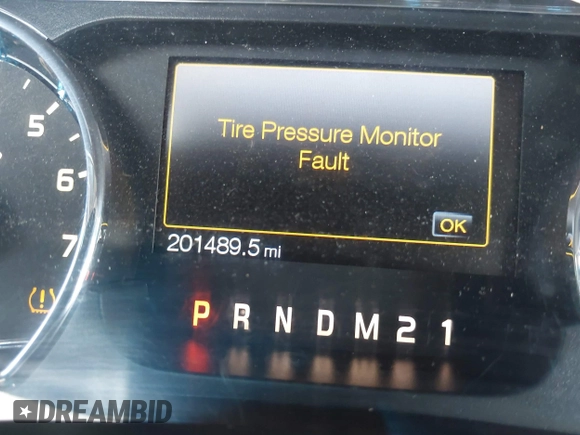 5
6
7
Tire Pressure Monitor
Fault
OK
201489.5 mi
P R N D M 2 1
DREAMBID